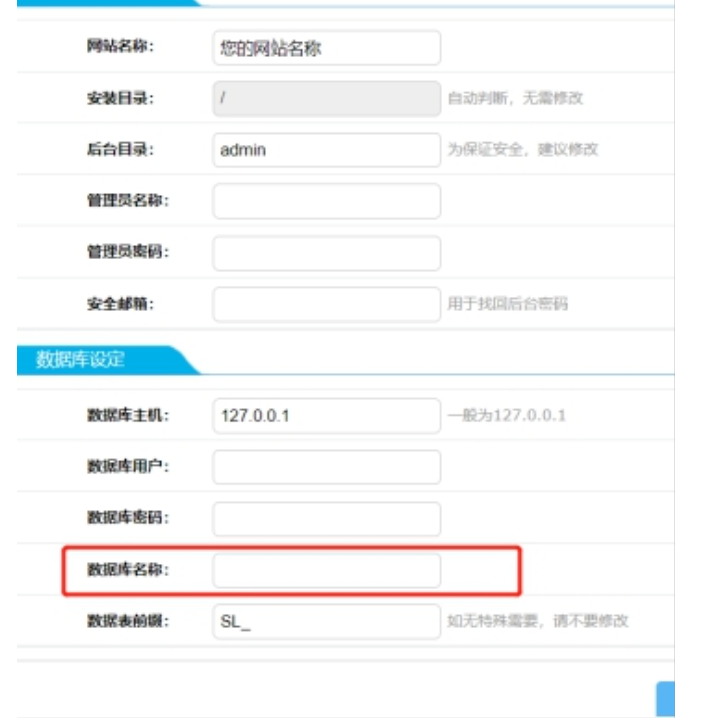 网站名称： 您的网站名称
安装目录： / 自动判断，无需修改
后台目录： admin 为保证安全，建议修改
管理员名称：
管理员密码：
安全邮箱： 用于找回后台密码
数据库设定
数据库主机： 127.0.0.1 一般为127.0.0.1
数据库用户：
数据库密码：
数据库名称：
数据表前缀： SL_ 如无特殊需要，请不要修改